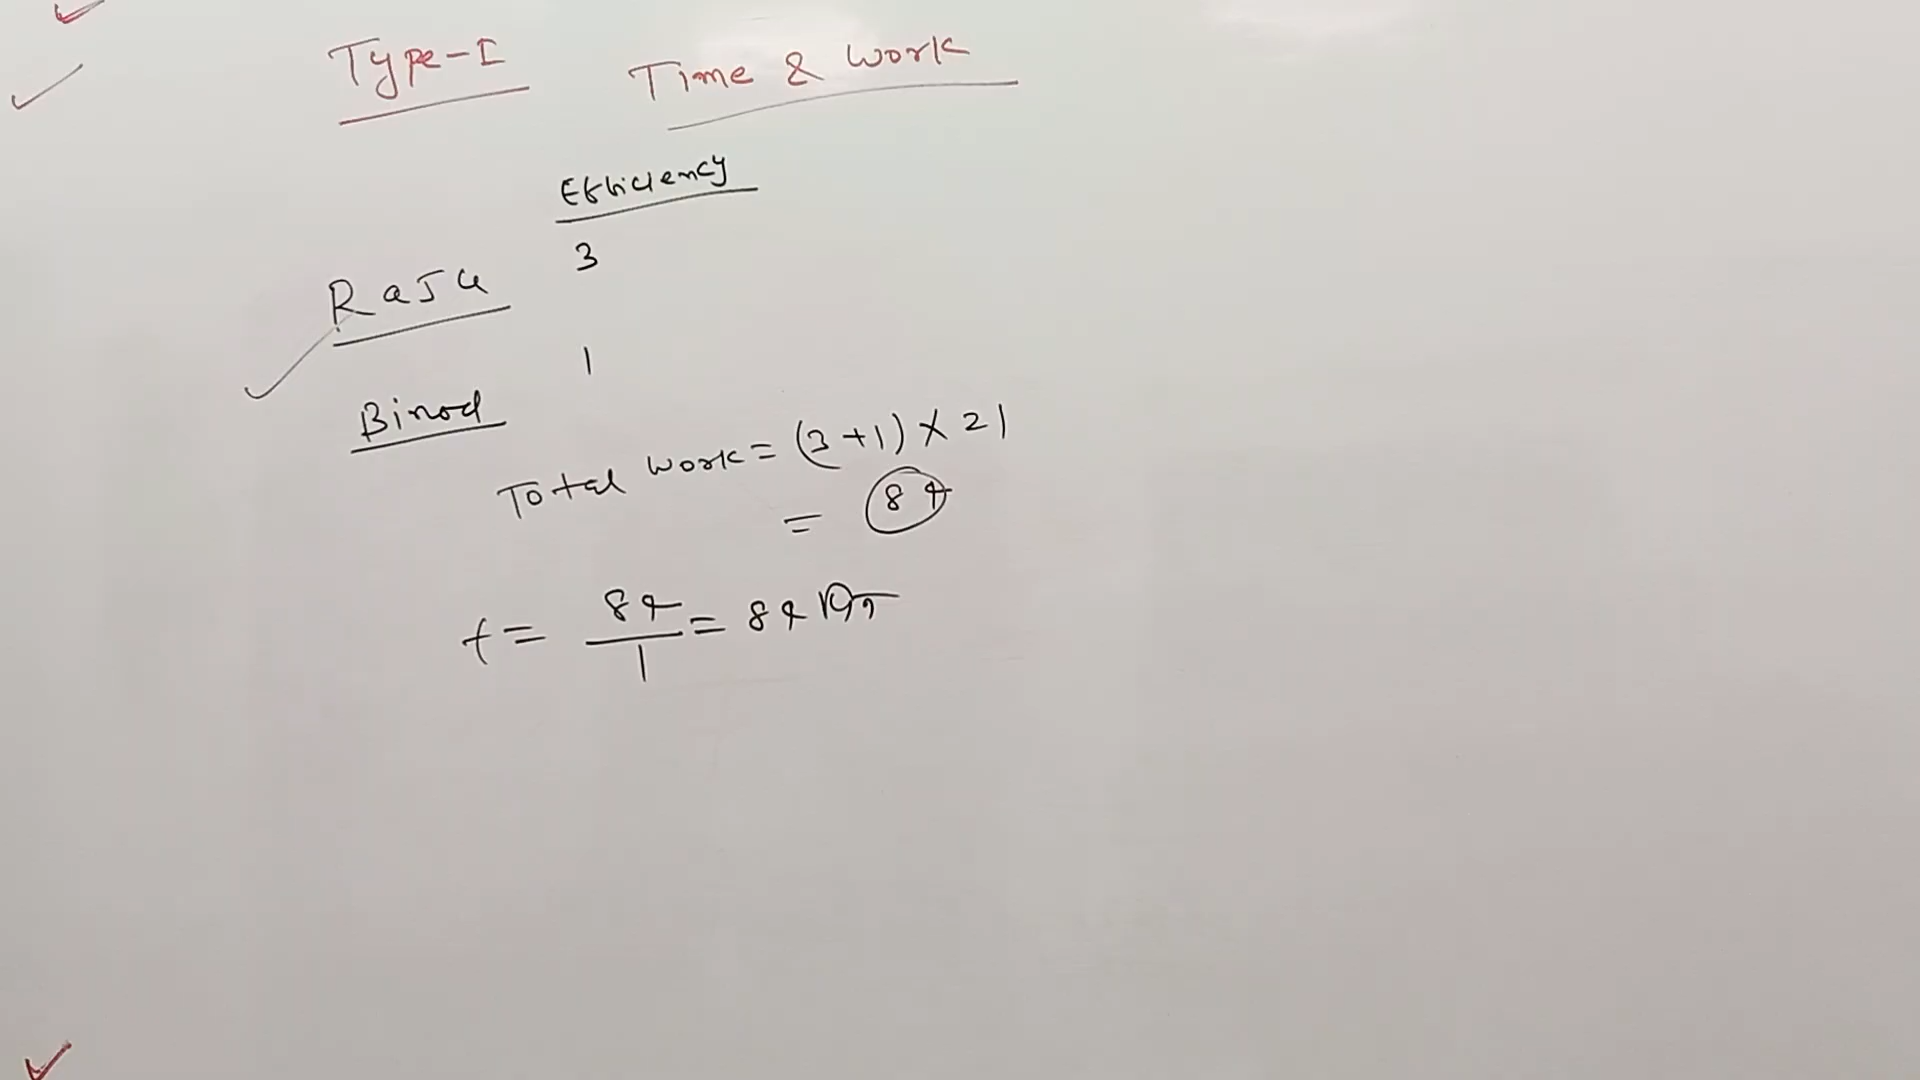 Type-I Time & Work
Efficiency
Raju 3
Binod 1
Total Work = (3+1) × 21
= 84
t = 84/1 = 84 दिन